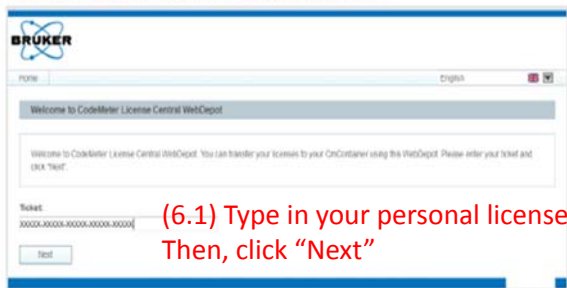 BRUKER
Home English
Welcome to CodeMeter License Central WebDepot
Welcome to CodeMeter License Central WebDepot. You can transfer your licenses to your CmContainer using this WebDepot. Please enter your ticket and
click "Next".
Ticket:
XXXXX-XXXXX-XXXXX-XXXXX-XXXXX
(6.1) Type in your personal license
Next
Then, click “Next”